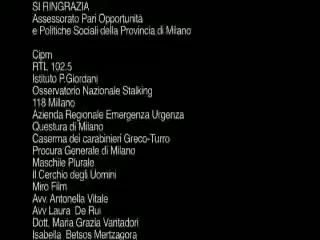 SI RINGRAZIA
Assessorato Pari Opportunità
e Politiche Sociali della Provincia di Milano
Cipm
RTL 102.5
Istituto P.Giordani
Osservatorio Nazionale Stalking
118 Milano
Azienda Regionale Emergenza Urgenza
Questura di Milano
Caserma dei carabinieri Greco-Turro
Procura Generale di Milano
Maschile Plurale
Il Cerchio degli Uomini
Miro Film
Avv. Antonella Vitale
Avv Laura De Rui
Dott. Maria Grazia Vantadori
Isabella Betsos Mertzagora